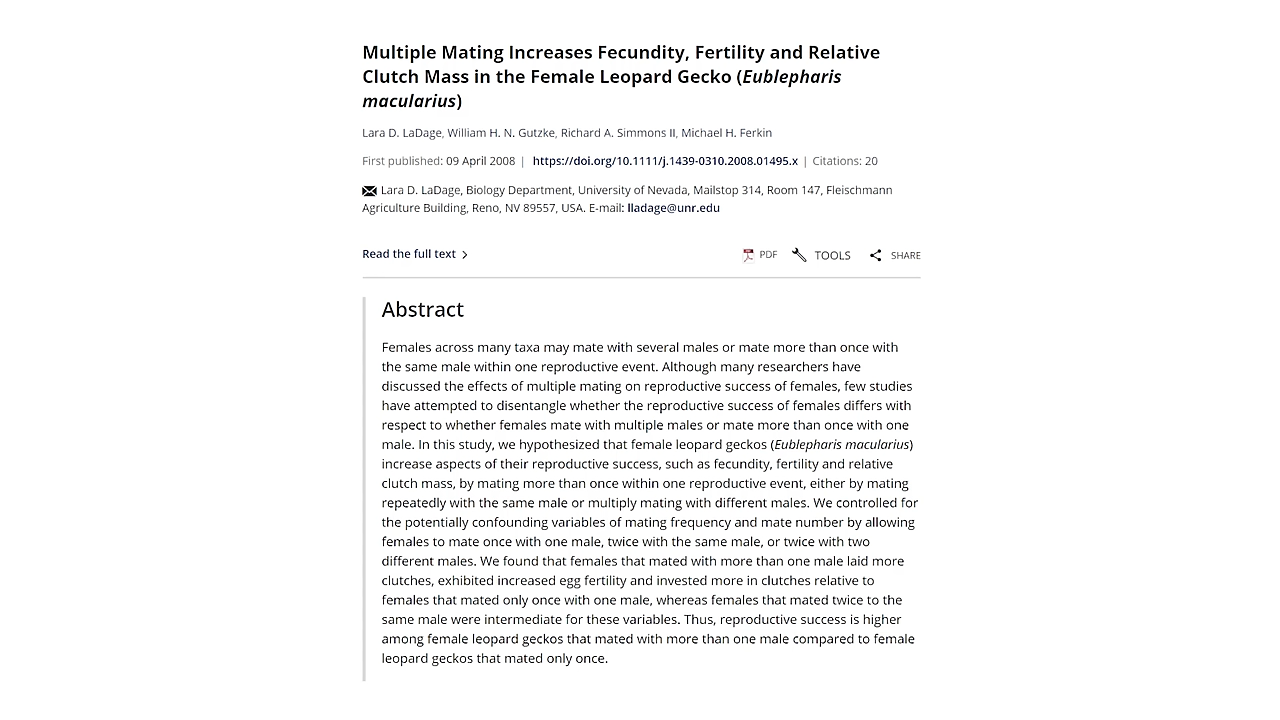 Multiple Mating Increases Fecundity, Fertility and Relative
Clutch Mass in the Female Leopard Gecko (Eublepharis
macularius)
Lara D. LaDage, William H. N. Gutzke, Richard A. Simmons II, Michael H. Ferkin
First published: 09 April 2008 | https://doi.org/10.1111/j.1439-0310.2008.01495.x | Citations: 20
Lara D. LaDage, Biology Department, University of Nevada, Mailstop 314, Room 147, Fleischmann
Agriculture Building, Reno, NV 89557, USA. E-mail: lladage@unr.edu
Read the full text PDF TOOLS SHARE
Abstract
Females across many taxa may mate with several males or mate more than once with
the same male within one reproductive event. Although many researchers have
discussed the effects of multiple mating on reproductive success of females, few studies
have attempted to disentangle whether the reproductive success of females differs with
respect to whether females mate with multiple males or mate more than once with one
male. In this study, we hypothesized that female leopard geckos (Eublepharis macularius)
increase aspects of their reproductive success, such as fecundity, fertility and relative
clutch mass, by mating more than once within one reproductive event, either by mating
repeatedly with the same male or multiply mating with different males. We controlled for
the potentially confounding variables of mating frequency and mate number by allowing
females to mate once with one male, twice with the same male, or twice with two
different males. We found that females that mated with more than one male laid more
clutches, exhibited increased egg fertility and invested more in clutches relative to
females that mated only once with one male, whereas females that mated twice to the
same male were intermediate for these variables. Thus, reproductive success is higher
among female leopard geckos that mated with more than one male compared to female
leopard geckos that mated only once.